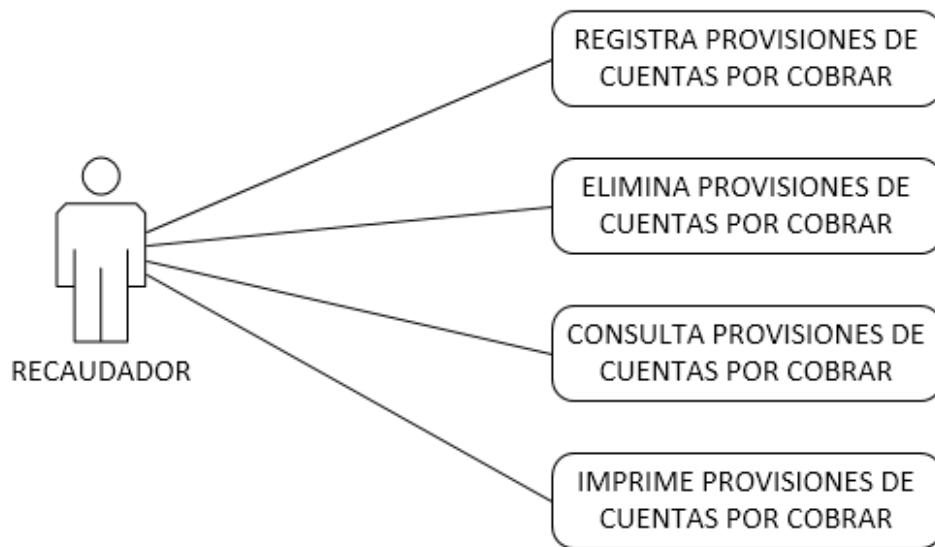 REGISTRA PROVISIONES DE
CUENTAS POR COBRAR
ELIMINA PROVISIONES DE
CUENTAS POR COBRAR
CONSULTA PROVISIONES DE
CUENTAS POR COBRAR
RECAUDADOR
IMPRIME PROVISIONES DE
CUENTAS POR COBRAR